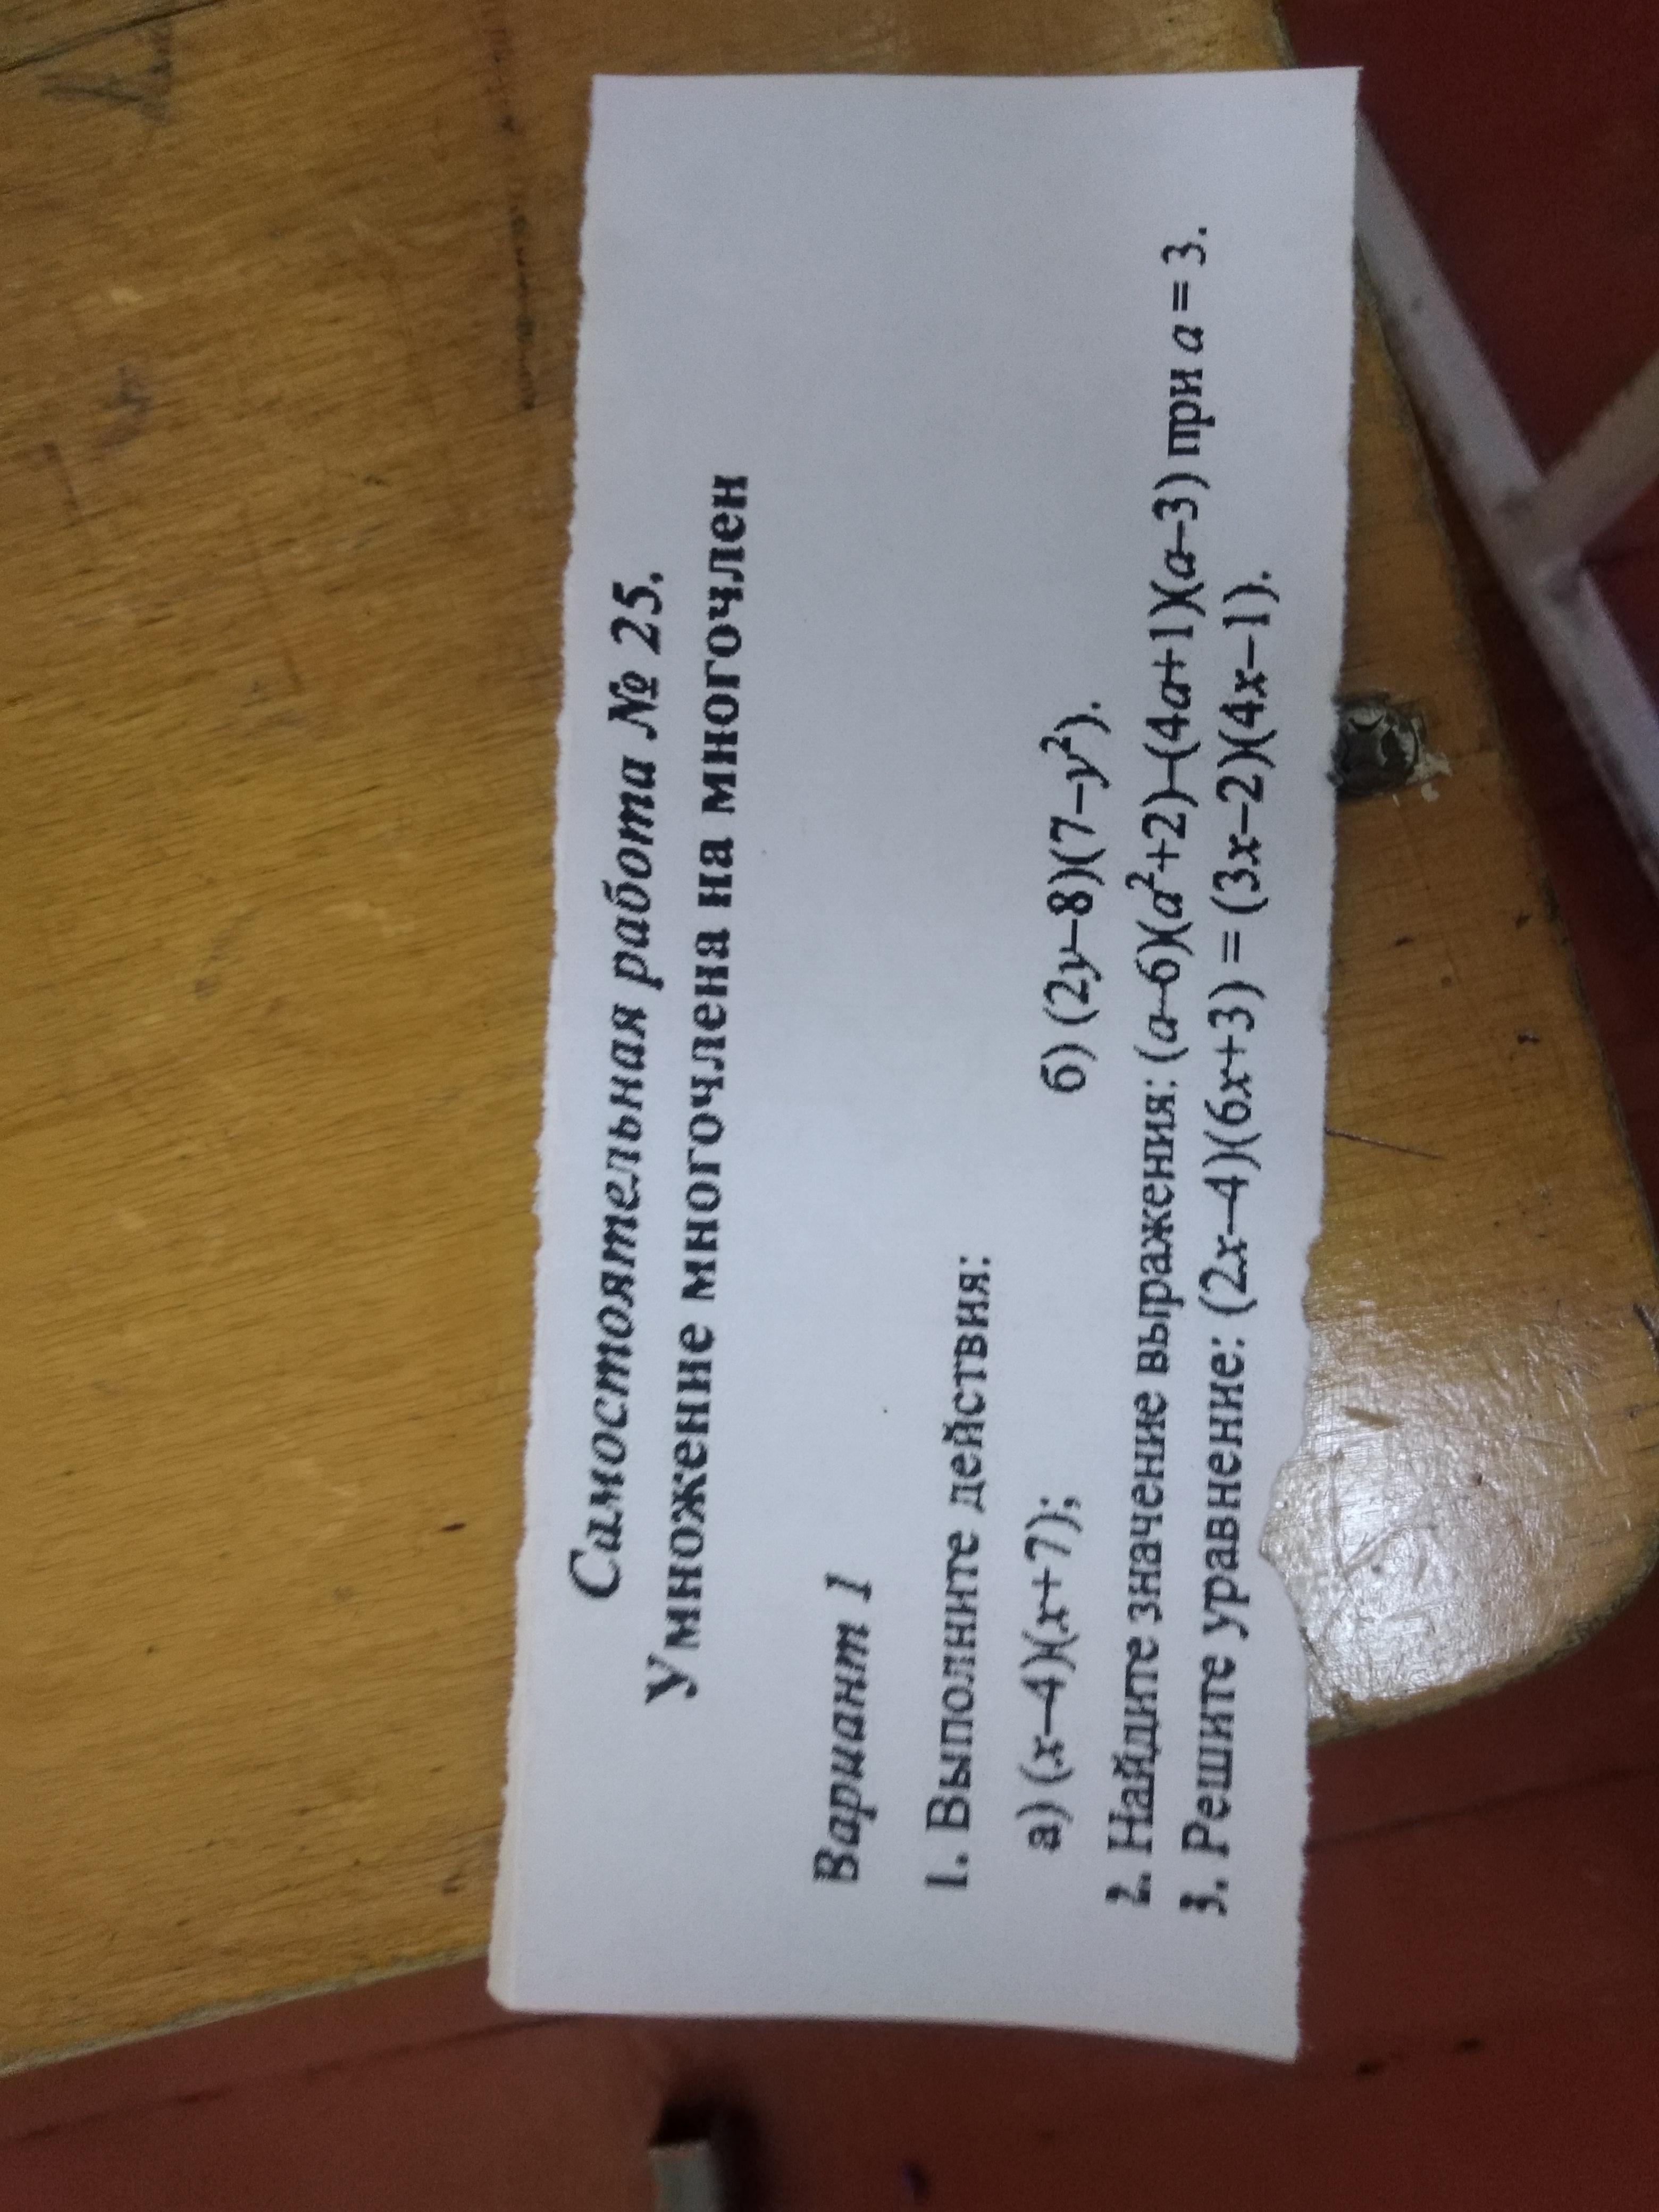 Самостоятельная работа № 25.
Умножение многочлена на многочлен
Вариант 1
1. Выполните действия:
а) (x–4)(x+7); б) (2y–8)(7–y²).
2. Найдите значение выражения: (a–6)(a²+2)–(4a+1)(a–3) при a = 3.
3. Решите уравнение: (2x–4)(6x+3) = (3x–2)(4x–1).